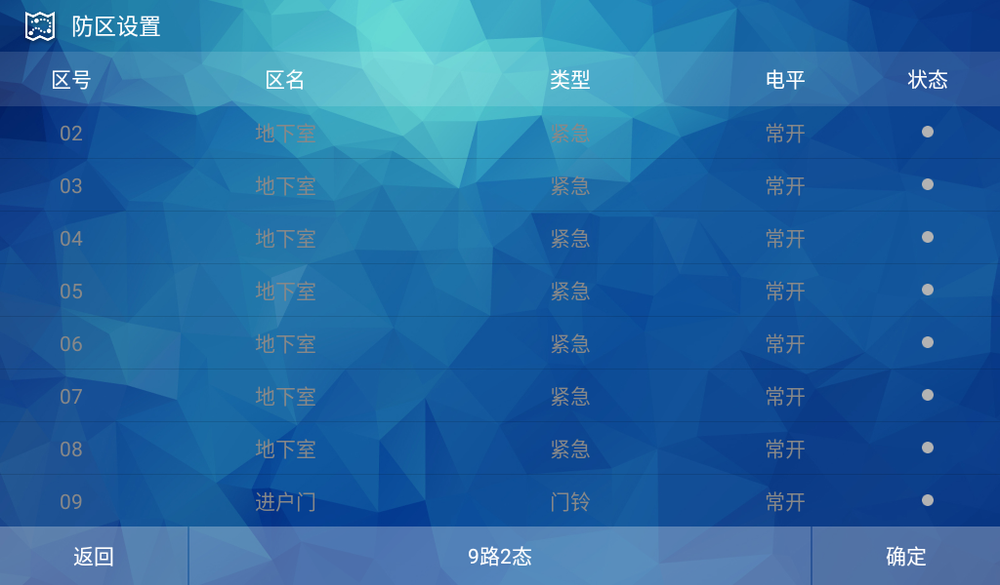 防区设置
区号 区名 类型 电平 状态
02 地下室 紧急 常开
03 地下室 紧急 常开
04 地下室 紧急 常开
05 地下室 紧急 常开
06 地下室 紧急 常开
07 地下室 紧急 常开
08 地下室 紧急 常开
09 进户门 门铃 常开
返回 9路2态 确定